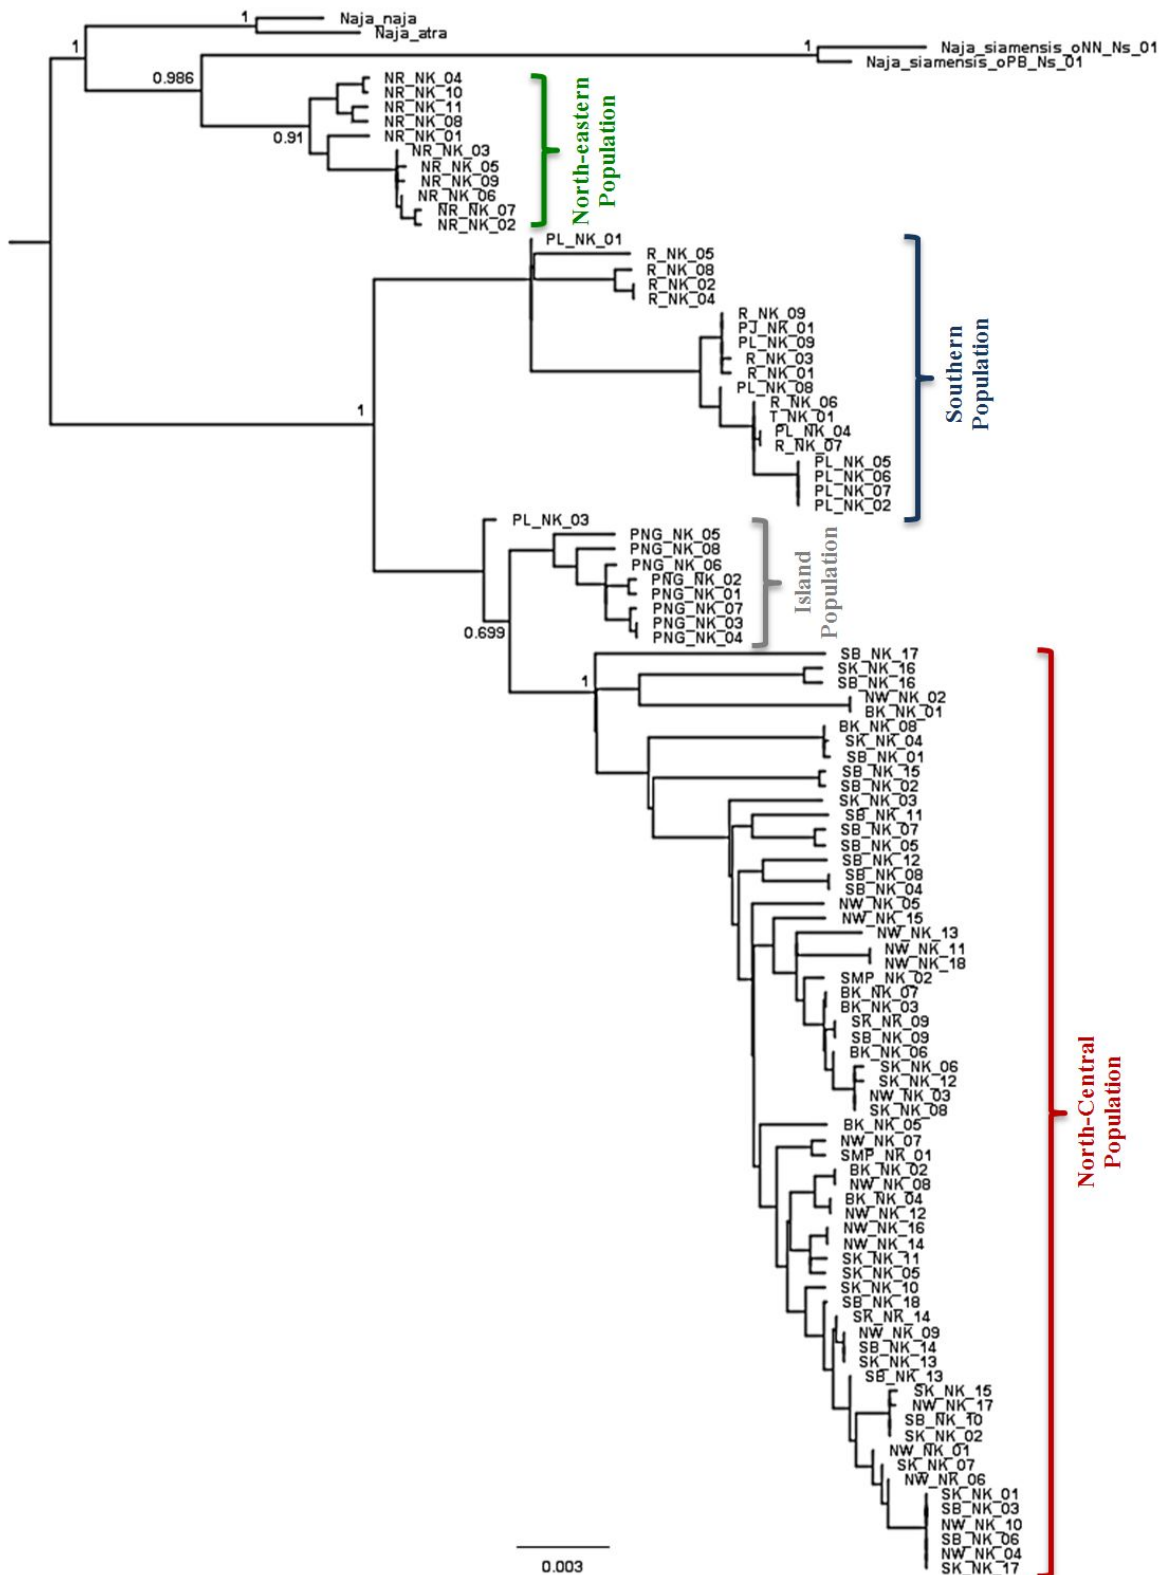 1
Naja_naja
Naja_atra
1
1
Naja_siamensis_oNN_Ns_01
Naja_siamensis_oPB_Ns_01
0.986
NR_NK_04
NR_NK_10
NR_NK_11
NR_NK_08
0.91
NR_NK_01
NR_NK_03
NR_NK_05
NR_NK_09
NR_NK_06
NR_NK_07
NR_NK_02
North-eastern
Population
PL_NK_01
R_NK_05
R_NK_08
R_NK_02
R_NK_04
R_NK_09
PJ_NK_01
PL_NK_09
R_NK_03
R_NK_01
PL_NK_08
R_NK_06
T_NK_01
PL_NK_04
R_NK_07
PL_NK_05
PL_NK_06
PL_NK_07
PL_NK_02
Southern
Population
1
PL_NK_03
PNG_NK_05
PNG_NK_08
PNG_NK_06
PNG_NK_02
PNG_NK_01
PNG_NK_07
PNG_NK_03
PNG_NK_04
Island
Population
0.699
1
SB_NK_17
SK_NK_16
SB_NK_16
NW_NK_02
BK_NK_01
BK_NK_08
SK_NK_04
SB_NK_01
SB_NK_15
SB_NK_02
SK_NK_03
SB_NK_11
SB_NK_07
SB_NK_05
SB_NK_12
SB_NK_08
SB_NK_04
NW_NK_05
NW_NK_15
NW_NK_13
NW_NK_11
NW_NK_18
SMP_NK_02
BK_NK_07
BK_NK_03
SK_NK_09
SB_NK_09
BK_NK_06
SK_NK_06
SK_NK_12
NW_NK_03
SK_NK_08
BK_NK_05
NW_NK_07
SMP_NK_01
BK_NK_02
NW_NK_08
BK_NK_04
NW_NK_12
NW_NK_16
NW_NK_14
SK_NK_11
SK_NK_05
SK_NK_10
SB_NK_18
SK_NK_14
NW_NK_09
SB_NK_14
SK_NK_13
SB_NK_13
SK_NK_15
NW_NK_17
SB_NK_10
SK_NK_02
NW_NK_01
SK_NK_07
NW_NK_06
SK_NK_01
SB_NK_03
NW_NK_10
SB_NK_06
NW_NK_04
SK_NK_17
North-Central
Population
0.003